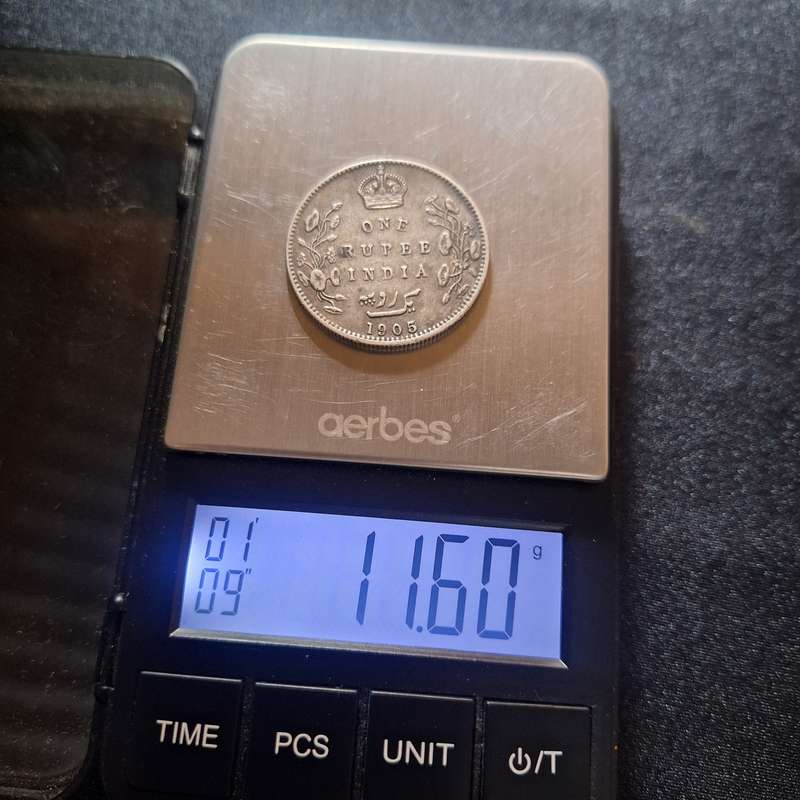 ONE
RUPEE
INDIA
یک روپیہ
1905
aerbes®
01' 11.60 g
09"
TIME PCS UNIT ⏻/T